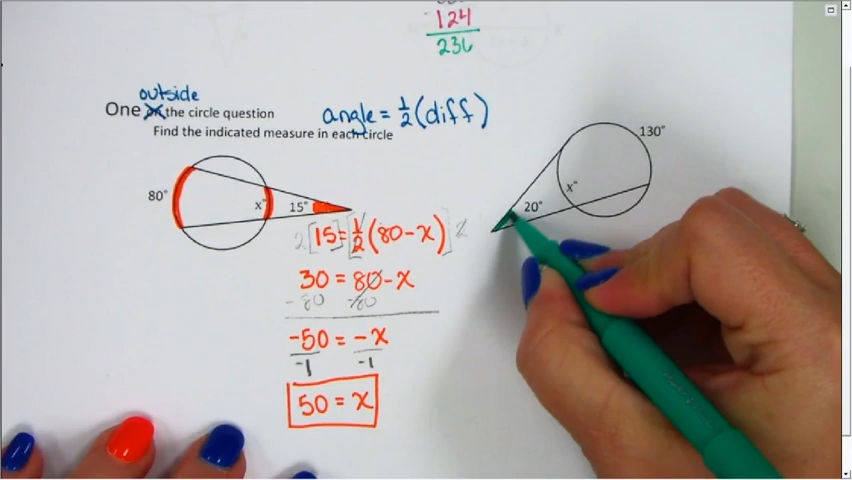 124
236
outside
One on the circle question
angle = 1/2 (diff)
Find the indicated measure in each circle
80°
x°
15°
2[15] = [1/2(80-x)]2
30 = 80-x
-80 -80
-50 = -x
-1 -1
50 = x
130°
x°
20°